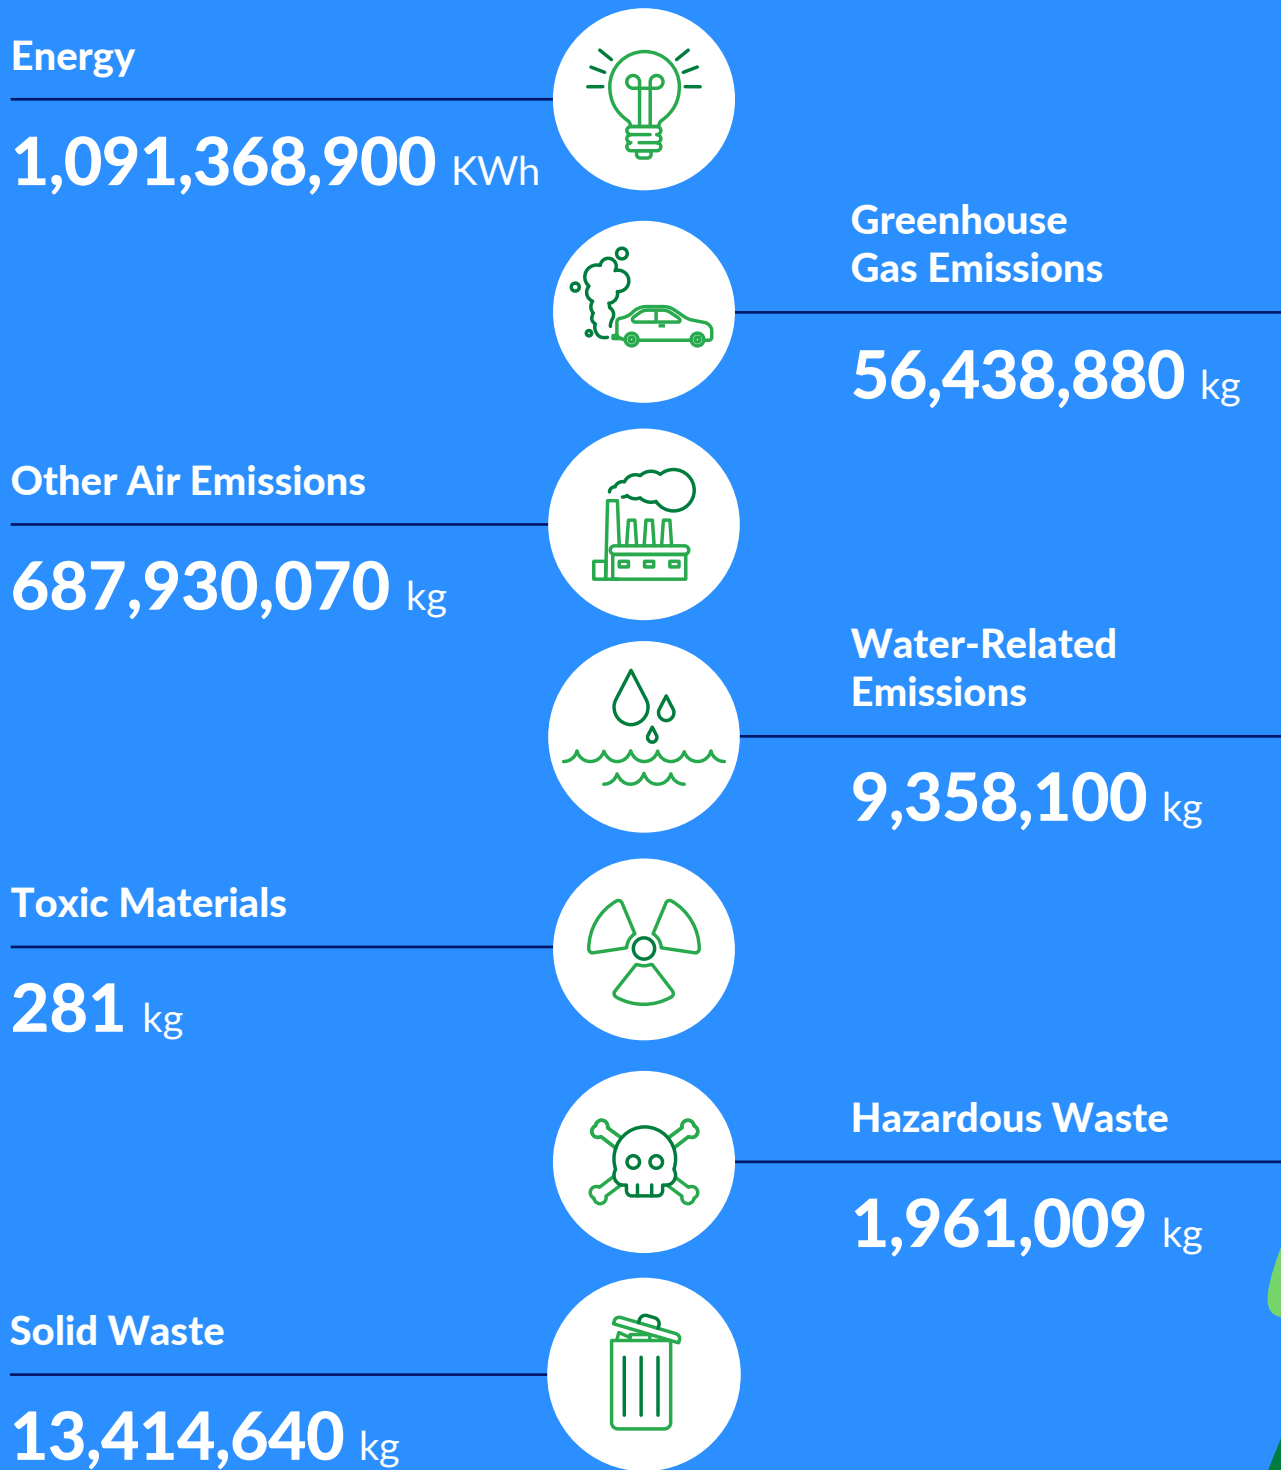 Energy
1,091,368,900 KWh
Greenhouse
Gas Emissions
56,438,880 kg
Other Air Emissions
687,930,070 kg
Water-Related
Emissions
9,358,100 kg
Toxic Materials
281 kg
Hazardous Waste
1,961,009 kg
Solid Waste
13,414,640 kg